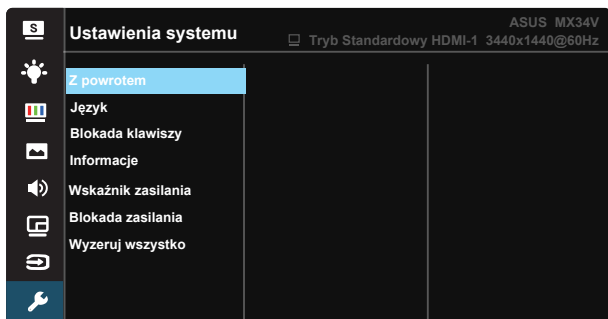 S
Ustawienia systemu
ASUS MX34V
Tryb Standardowy HDMI-1 3440x1440@60Hz
Z powrotem
Język
Blokada klawiszy
Informacje
Wskaźnik zasilania
Blokada zasilania
Wyzeruj wszystko